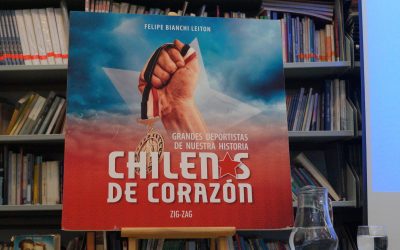 FELIPE BIANCHI LEITON
GRANDES DEPORTISTAS
DE NUESTRA HISTORIA
CHILENOS
DE CORAZÓN
ZIG-ZAG